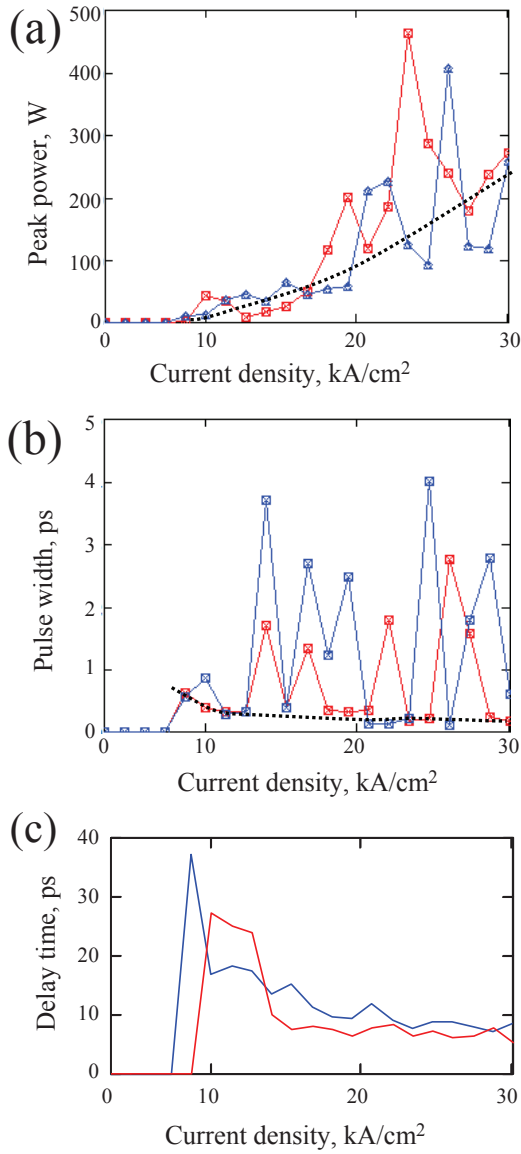 (a)
500
400
300
200
100
0
Peak power, W
0 10 20 30
Current density, kA/cm²
(b)
5
4
3
2
1
0
Pulse width, ps
0 10 20 30
Current density, kA/cm²
(c)
40
30
20
10
0
Delay time, ps
0 10 20 30
Current density, kA/cm²